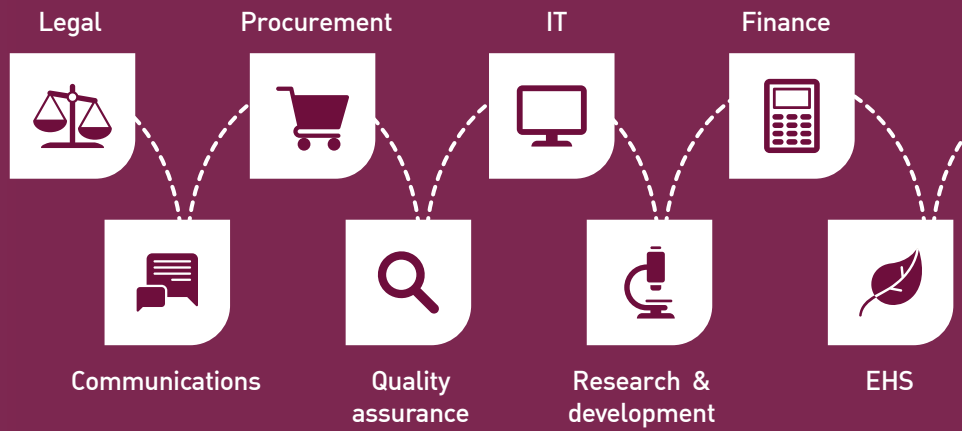 Legal
Procurement
IT
Finance
Communications
Quality
assurance
Research &
development
EHS